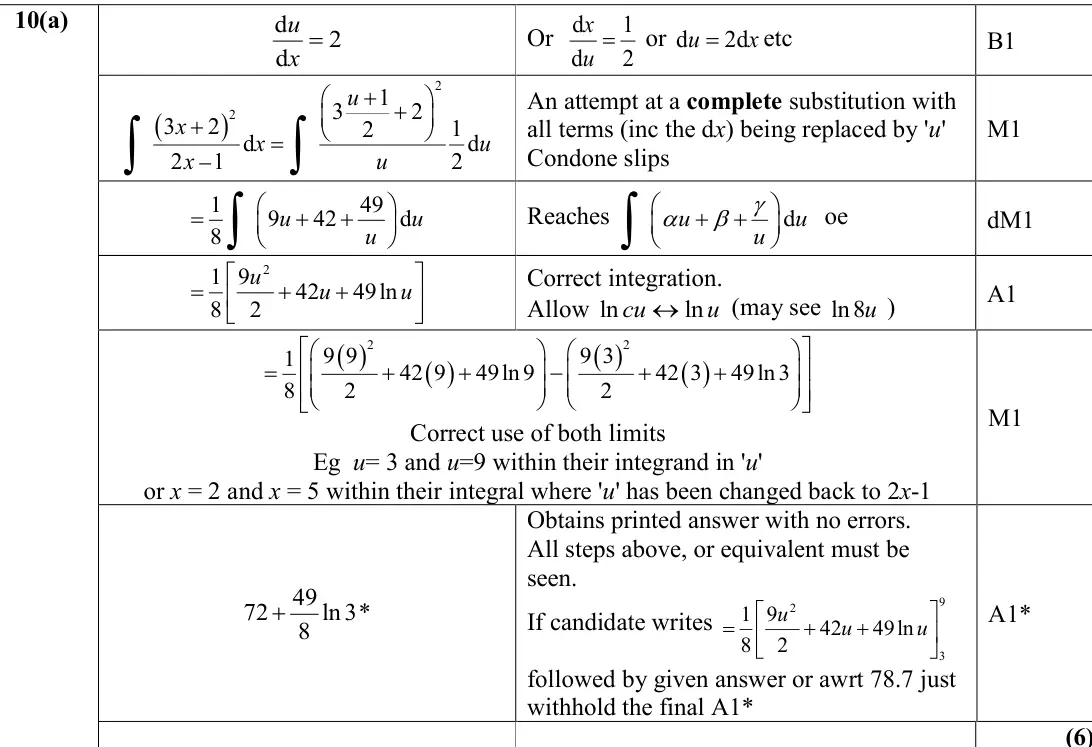 10(a)
du/dx = 2
Or dx/du = 1/2 or du = 2dx etc
B1
∫ (3x + 2)²/(2x − 1) dx = ∫ (3 (u + 1)/2 + 2)²/u 1/2 du
An attempt at a complete substitution with
all terms (inc the dx) being replaced by 'u'
Condone slips
M1
= 1/8 ∫ (9u + 42 + 49/u) du
Reaches ∫ (αu + β + γ/u) du oe
dM1
= 1/8 [9u²/2 + 42u + 49 ln u]
Correct integration.
Allow ln cu ↔ ln u (may see ln 8u )
A1
= 1/8 [(9(9)²/2 + 42(9) + 49 ln 9) − (9(3)²/2 + 42(3) + 49 ln 3)]
Correct use of both limits
Eg u= 3 and u=9 within their integrand in 'u'
or x = 2 and x = 5 within their integral where 'u' has been changed back to 2x-1
M1
72 + 49/8 ln 3 *
Obtains printed answer with no errors.
All steps above, or equivalent must be
seen.
If candidate writes = 1/8 [9u²/2 + 42u + 49 ln u]₃⁹
followed by given answer or awrt 78.7 just
withhold the final A1*
A1*
(6)